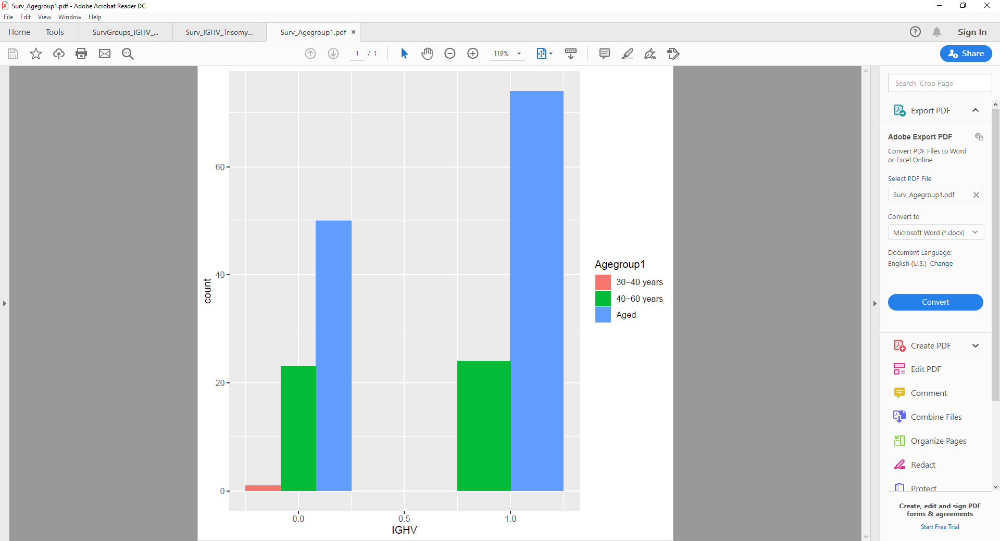 Surv_Agegroup1.pdf - Adobe Acrobat Reader DC
File Edit View Window Help
Home Tools SurvGroups_IGHV_... Surv_IGHV_Trisomy... Surv_Agegroup1.pdf × ? Sign In
1 / 1 119% Share
60
40
20
0
count
0.0 0.5 1.0
IGHV
Agegroup1
30−40 years
40−60 years
Aged
Search 'Crop Page'
Export PDF
Adobe Export PDF
Convert PDF Files to Word
or Excel Online
Select PDF File
Surv_Agegroup1.pdf
Convert to
Microsoft Word (*.docx)
Document Language:
English (U.S.) Change
Convert
Create PDF
Edit PDF
Comment
Combine Files
Organize Pages
Redact
Protect
Create, edit and sign PDF
forms & agreements
Start Free Trial